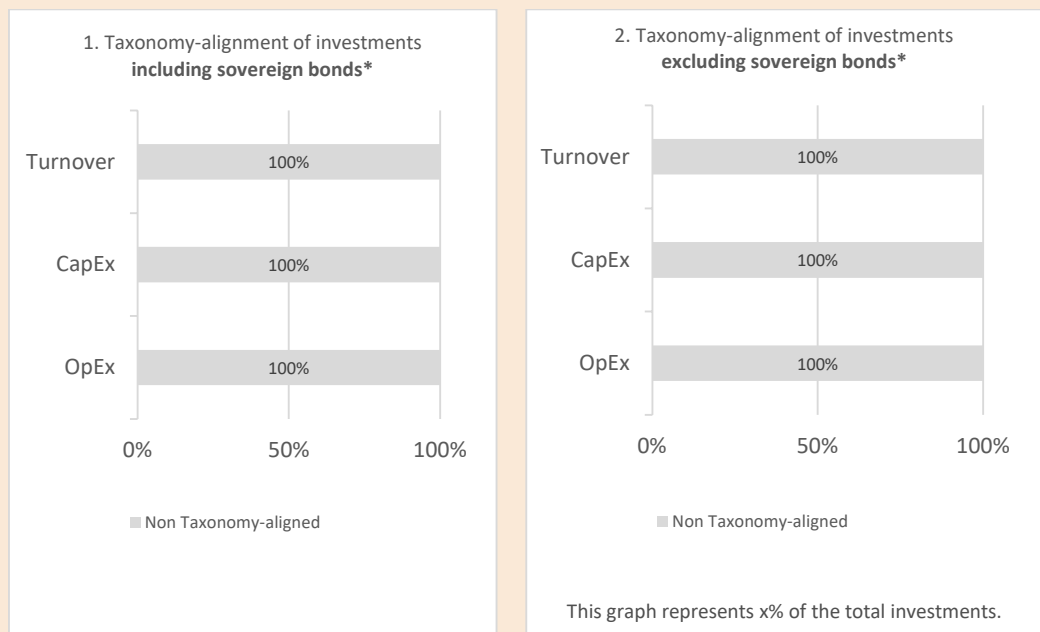 1. Taxonomy-alignment of investments
including sovereign bonds*
Turnover
100%
CapEx
100%
OpEx
100%
0% 50% 100%
Non Taxonomy-aligned
2. Taxonomy-alignment of investments
excluding sovereign bonds*
Turnover
100%
CapEx
100%
OpEx
100%
0% 50% 100%
Non Taxonomy-aligned
This graph represents x% of the total investments.